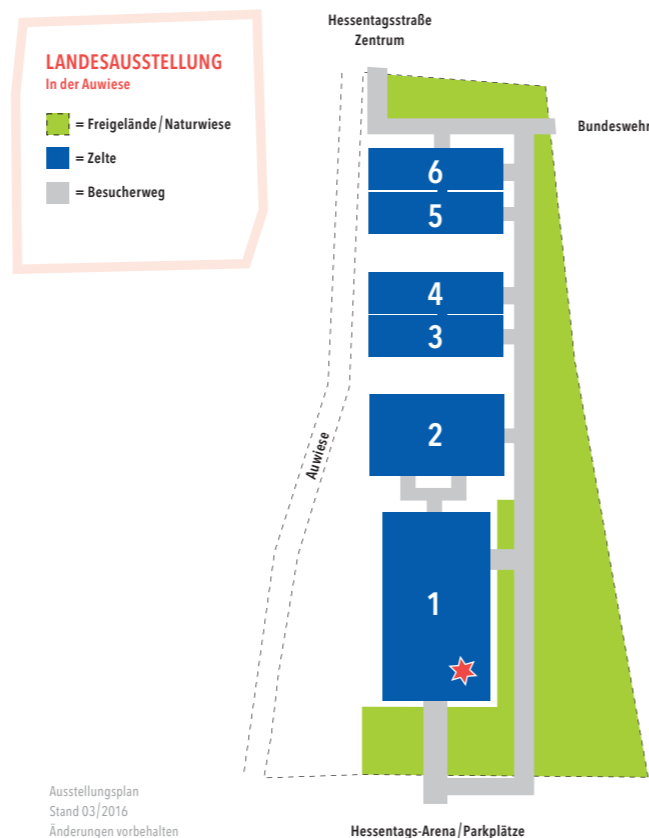 Hessentagsstraße
Zentrum
LANDESAUSSTELLUNG
In der Auwiese
= Freigelände/Naturwiese
= Zelte
= Besucherweg
Bundeswehr
6
5
4
3
2
Auwiese
1
Ausstellungsplan
Stand 03/2016
Änderungen vorbehalten
Hessentags-Arena/Parkplätze